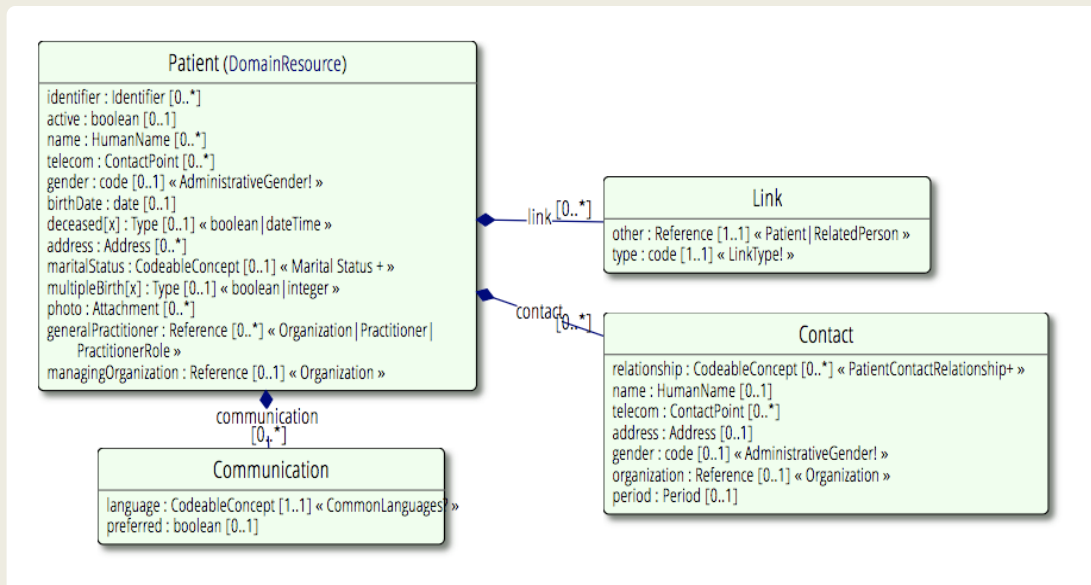 Patient (DomainResource)
identifier : Identifier [0..*]
active : boolean [0..1]
name : HumanName [0..*]
telecom : ContactPoint [0..*]
gender : code [0..1] « AdministrativeGender! »
birthDate : date [0..1]
deceased[x] : Type [0..1] « boolean|dateTime »
address : Address [0..*]
maritalStatus : CodeableConcept [0..1] « Marital Status + »
multipleBirth[x] : Type [0..1] « boolean|integer »
photo : Attachment [0..*]
generalPractitioner : Reference [0..*] « Organization|Practitioner|
PractitionerRole »
managingOrganization : Reference [0..1] « Organization »
link [0..*]
Link
other : Reference [1..1] « Patient|RelatedPerson »
type : code [1..1] « LinkType! »
contact [0..*]
Contact
relationship : CodeableConcept [0..*] « PatientContactRelationship+ »
name : HumanName [0..1]
telecom : ContactPoint [0..*]
address : Address [0..1]
gender : code [0..1] « AdministrativeGender! »
organization : Reference [0..1] « Organization »
period : Period [0..1]
communication
[0..*]
Communication
language : CodeableConcept [1..1] « CommonLanguages? »
preferred : boolean [0..1]